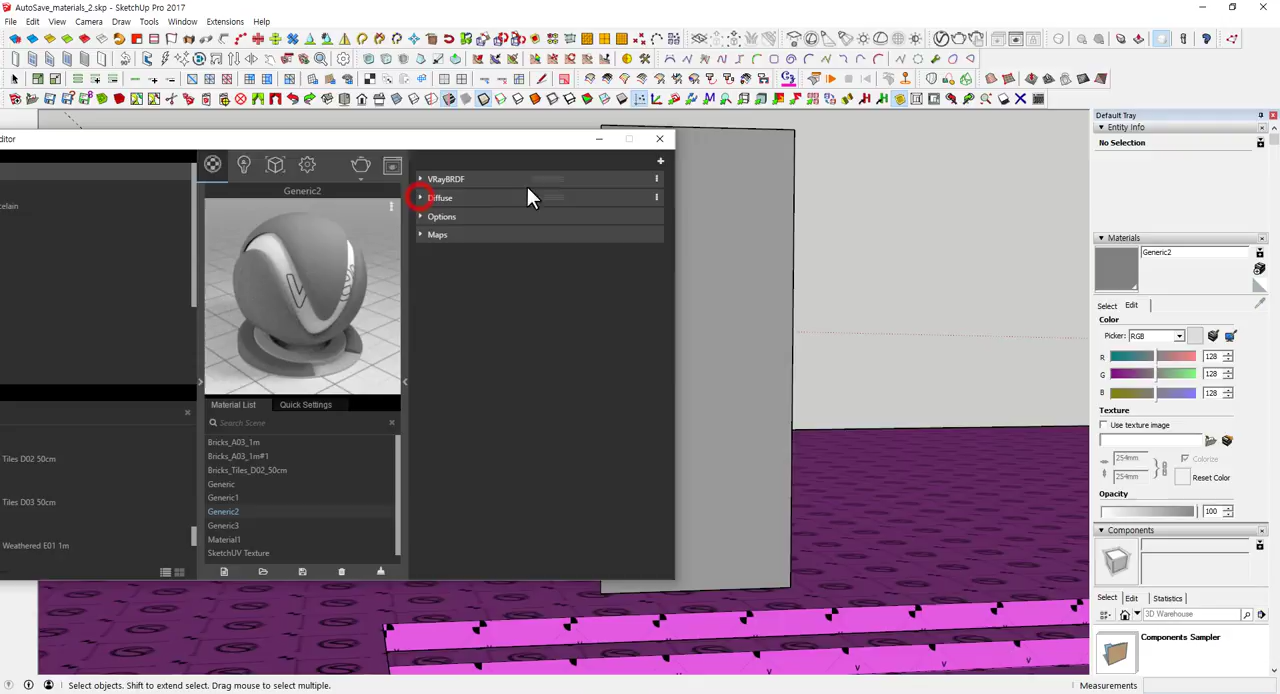 AutoSave_materials_2.skp - SketchUp Pro 2017
File Edit View Camera Draw Tools Window Extensions Help
Default Tray
Entity Info
No Selection
Materials
Generic2
Select Edit
Color
Picker: RGB
R 128
G 128
B 128
Texture
Use texture image
254mm
254mm
Colorize
Reset Color
Opacity
100
Components
Select Edit Statistics
3D Warehouse
Components Sampler
ditor
celain
Tiles D02 50cm
Tiles D03 50cm
Weathered E01 1m
Generic2
Material List Quick Settings
Search Scene
Bricks_A03_1m
Bricks_A03_1m#1
Bricks_Tiles_D02_50cm
Generic
Generic1
Generic2
Generic3
Material1
SketchUV Texture
VRayBRDF
Diffuse
Options
Maps
Select objects. Shift to extend select. Drag mouse to select multiple.
Measurements